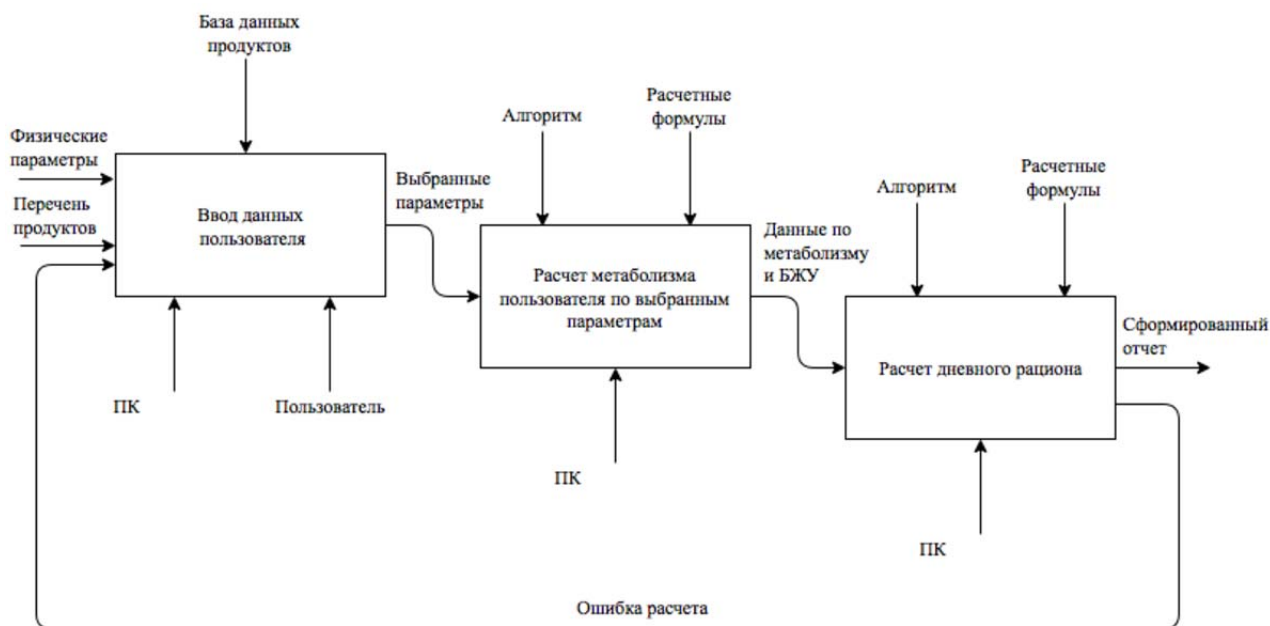 База данных
продуктов
Физические
параметры
Перечень
продуктов
Ввод данных
пользователя
ПК
Пользователь
Выбранные
параметры
Алгоритм
Расчетные
формулы
Расчет метаболизма
пользователя по выбранным
параметрам
ПК
Данные по
метаболизму
и БЖУ
Алгоритм
Расчетные
формулы
Расчет дневного рациона
ПК
Сформированный
отчет
Ошибка расчета